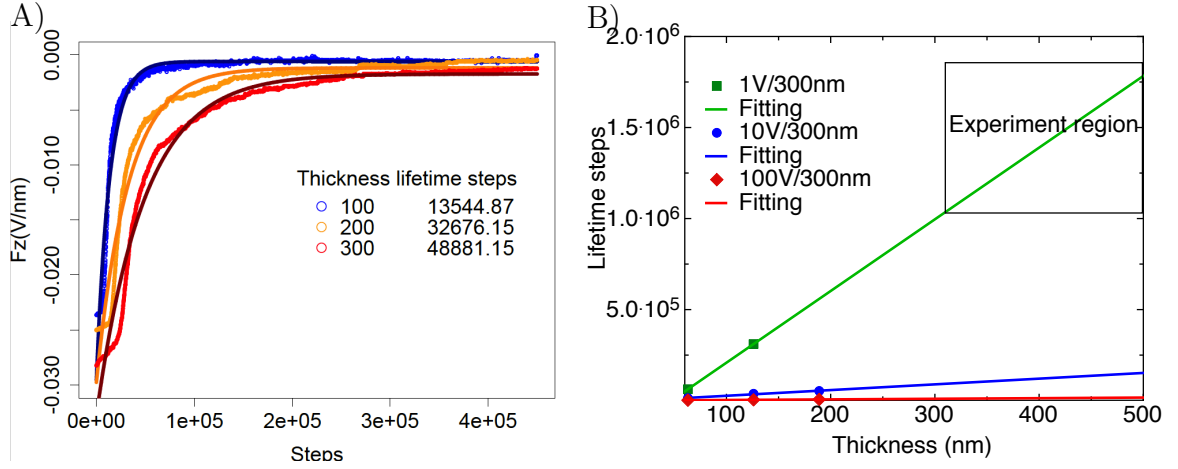 A)
0.000
-0.010
-0.020
-0.030
Fz(V/nm)
Thickness lifetime steps
100 13544.87
200 32676.15
300 48881.15
0e+00 1e+05 2e+05 3e+05 4e+05
Steps
B)
2.0·10⁶
1.5·10⁶
1.0·10⁶
5.0·10⁵
Lifetime steps
1V/300nm
Fitting
10V/300nm
Fitting
100V/300nm
Fitting
Experiment region
100 200 300 400 500
Thickness (nm)